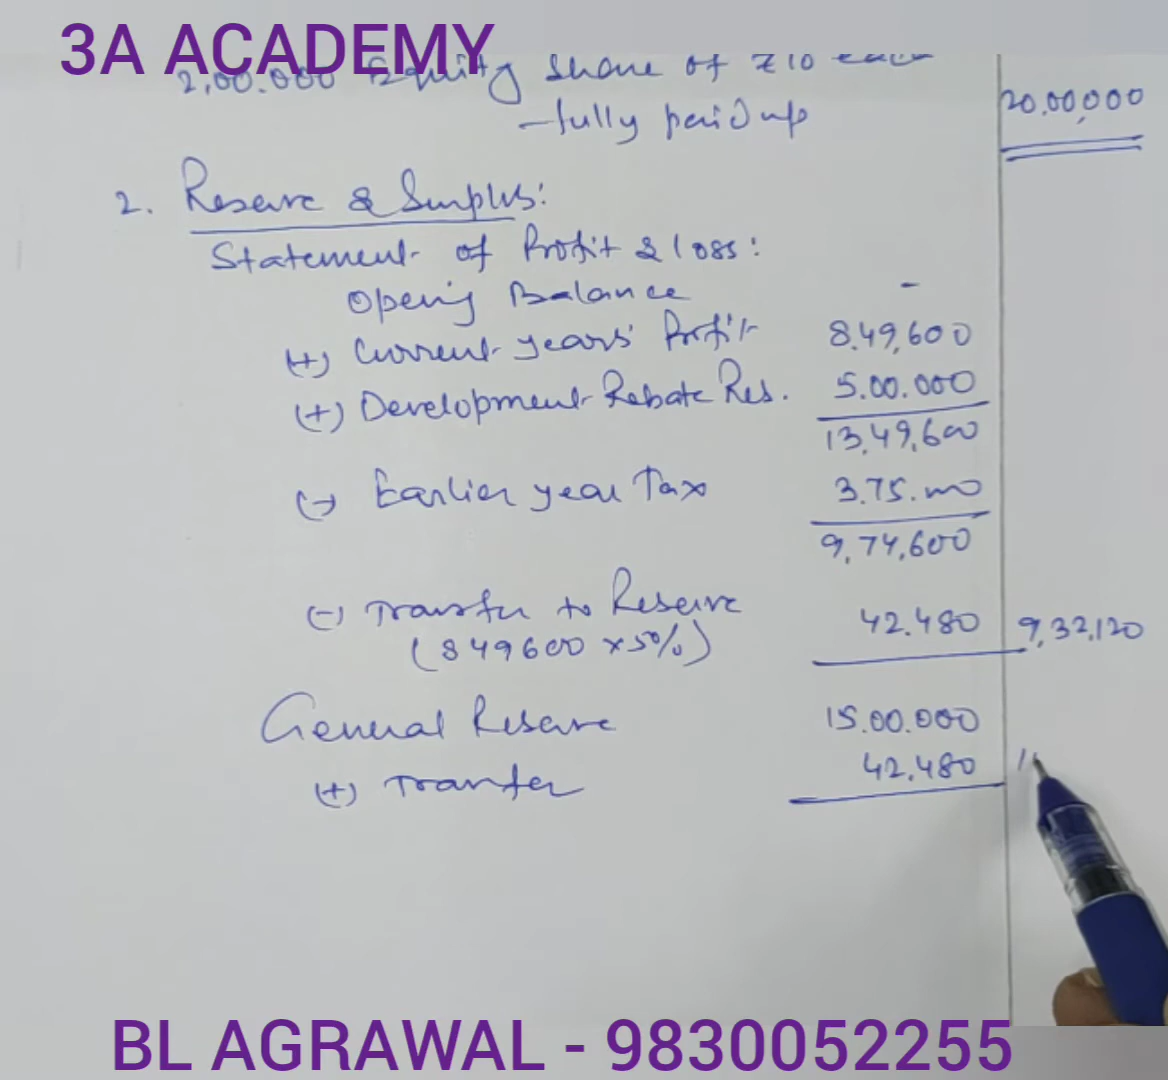 3A ACADEMY
2,00.000 Equity share of ₹10 each
- fully paid up 20,00,000
2. Reserve & Surplus:
Statement of Profit & loss:
Opening Balance -
(+) Current years' Profit 8,49,600
(+) Development Rebate Res. 5.00.000
13,49,600
(-) Earlier year Tax 3.75.000
9,74,600
(-) Transfer to Reserve 42.480 9,32,120
(849600 x 5%)
General Reserve 15.00.000
(+) Tranfer 42,480
BL AGRAWAL - 9830052255